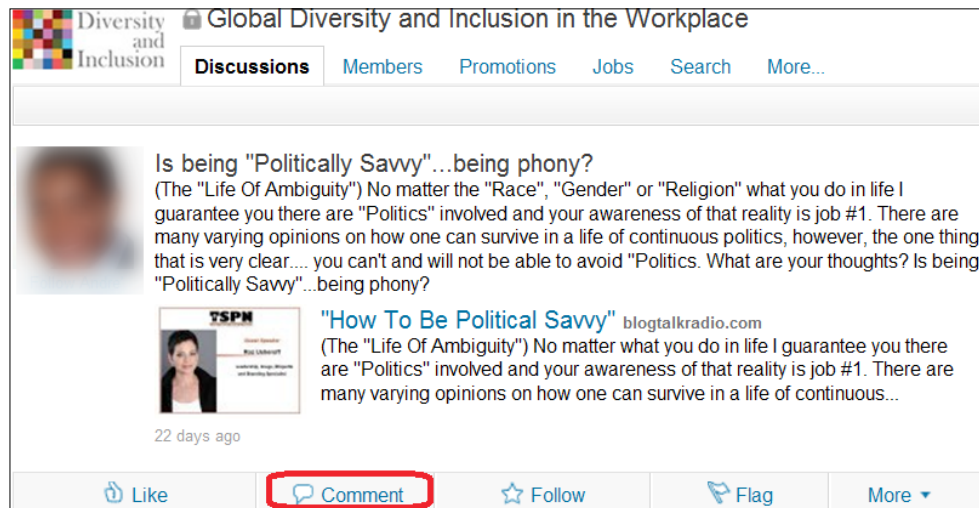 Diversity
and
Inclusion
Global Diversity and Inclusion in the Workplace
Discussions Members Promotions Jobs Search More...
Is being "Politically Savvy"...being phony?
(The "Life Of Ambiguity") No matter the "Race", "Gender" or "Religion" what you do in life I
guarantee you there are "Politics" involved and your awareness of that reality is job #1. There are
many varying opinions on how one can survive in a life of continuous politics, however, the one thing
that is very clear.... you can't and will not be able to avoid "Politics. What are your thoughts? Is being
"Politically Savvy"...being phony?
"How To Be Political Savvy" blogtalkradio.com
(The "Life Of Ambiguity") No matter what you do in life I guarantee you there
are "Politics" involved and your awareness of that reality is job #1. There are
many varying opinions on how one can survive in a life of continuous...
22 days ago
Like Comment Follow Flag More